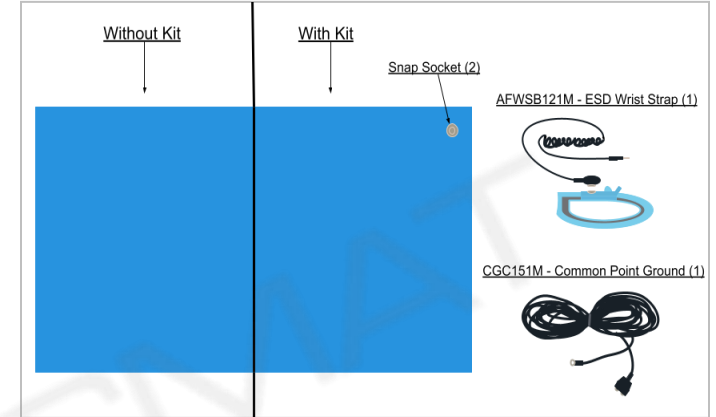 Without Kit
With Kit
Snap Socket (2)
AFWSB121M - ESD Wrist Strap (1)
CGC151M - Common Point Ground (1)